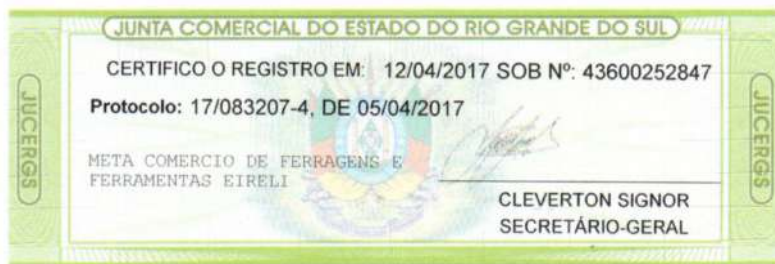 JUNTA COMERCIAL DO ESTADO DO RIO GRANDE DO SUL
CERTIFICO O REGISTRO EM: 12/04/2017 SOB Nº: 43600252847
Protocolo: 17/083207-4, DE 05/04/2017
JUCERGS
JUCERGS
META COMERCIO DE FERRAGENS E
FERRAMENTAS EIRELI
CLEVERTON SIGNOR
SECRETÁRIO-GERAL